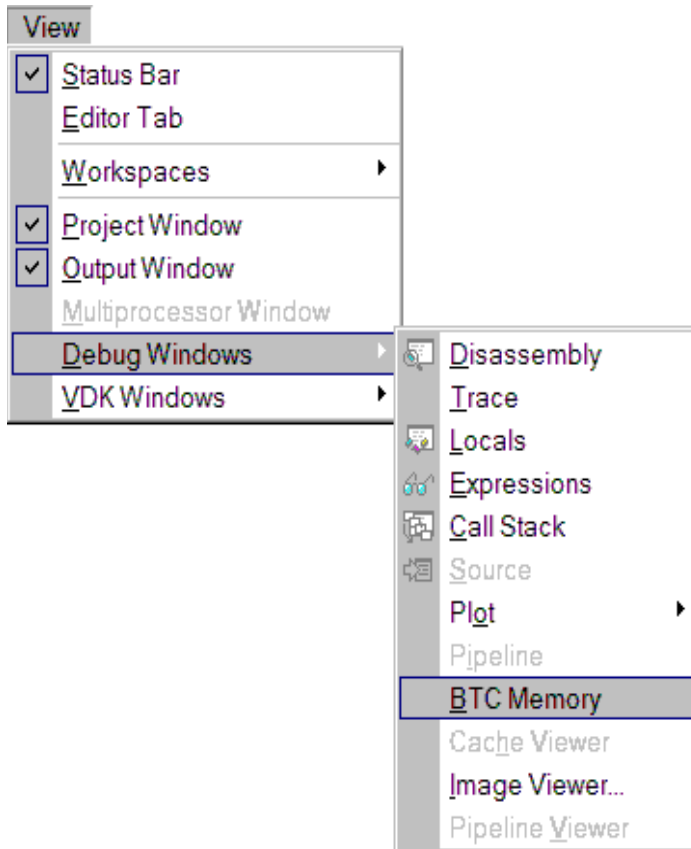 View
Status Bar
Editor Tab
Workspaces
Project Window
Output Window
Multiprocessor Window
Debug Windows
VDK Windows
Disassembly
Trace
Locals
Expressions
Call Stack
Source
Plot
Pipeline
BTC Memory
Cache Viewer
Image Viewer...
Pipeline Viewer